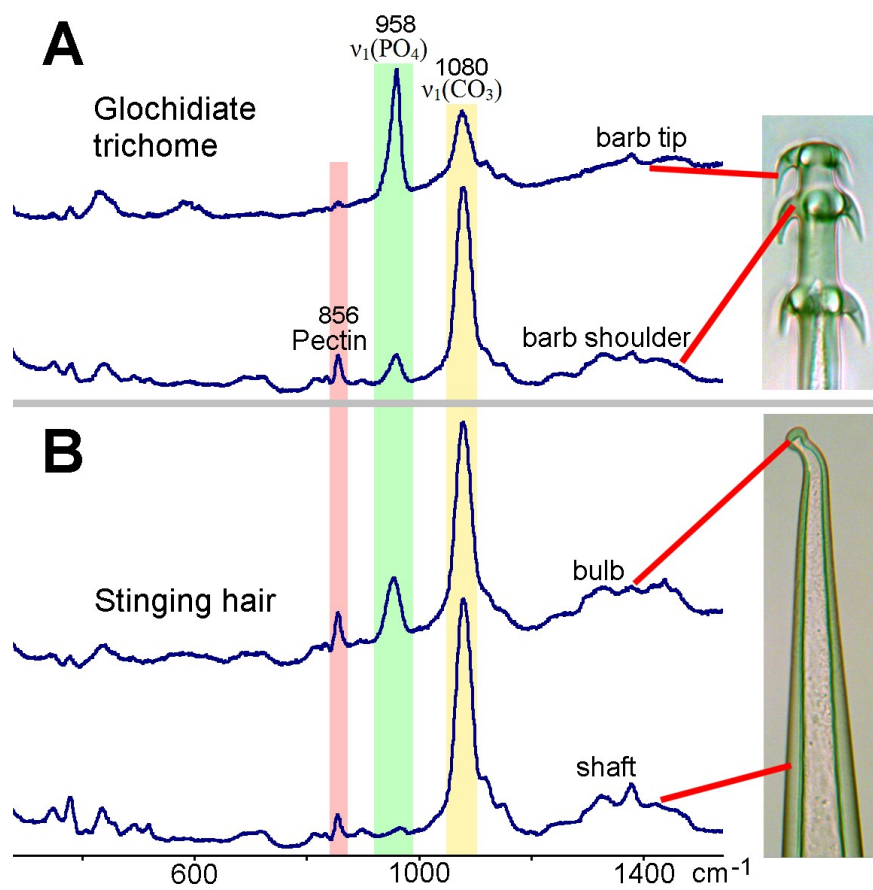 A
958
ν₁(PO₄)
1080
ν₁(CO₃)
Glochidiate
trichome
barb tip
856
Pectin
barb shoulder
B
Stinging hair
bulb
shaft
600 1000 1400 cm⁻¹